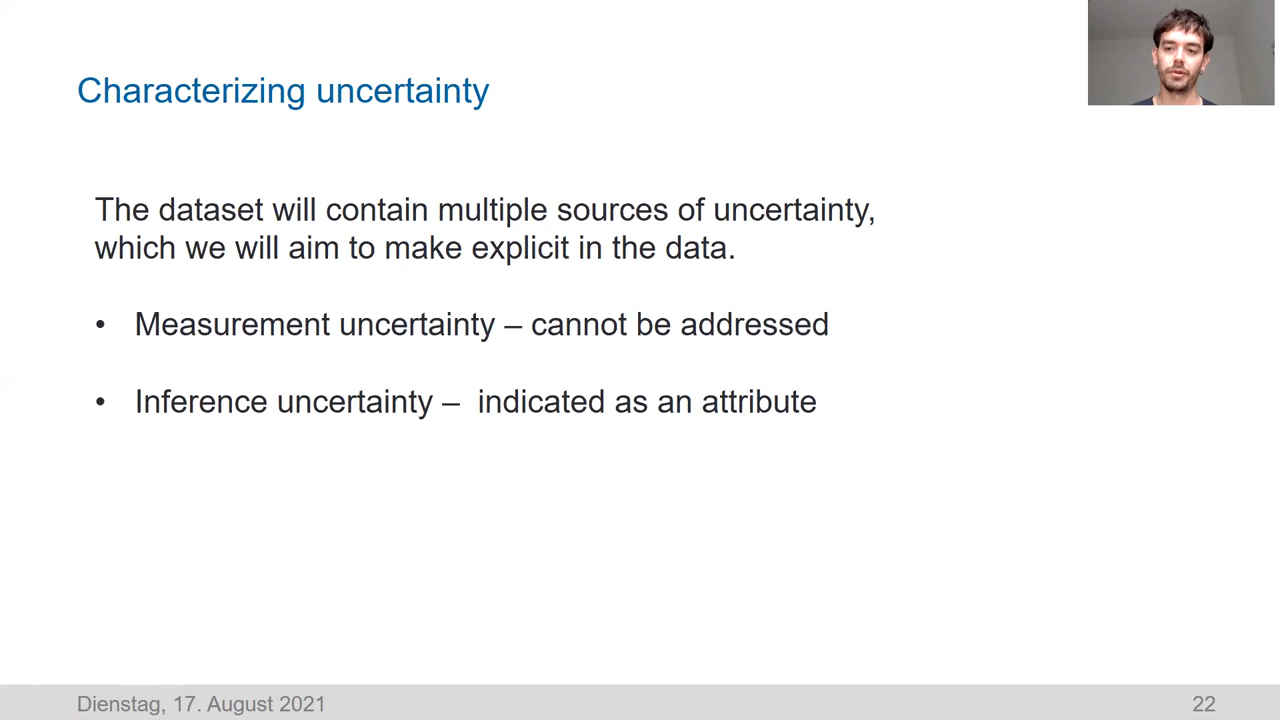 Characterizing uncertainty
The dataset will contain multiple sources of uncertainty,
which we will aim to make explicit in the data.
• Measurement uncertainty – cannot be addressed
• Inference uncertainty – indicated as an attribute
Dienstag, 17. August 2021
22